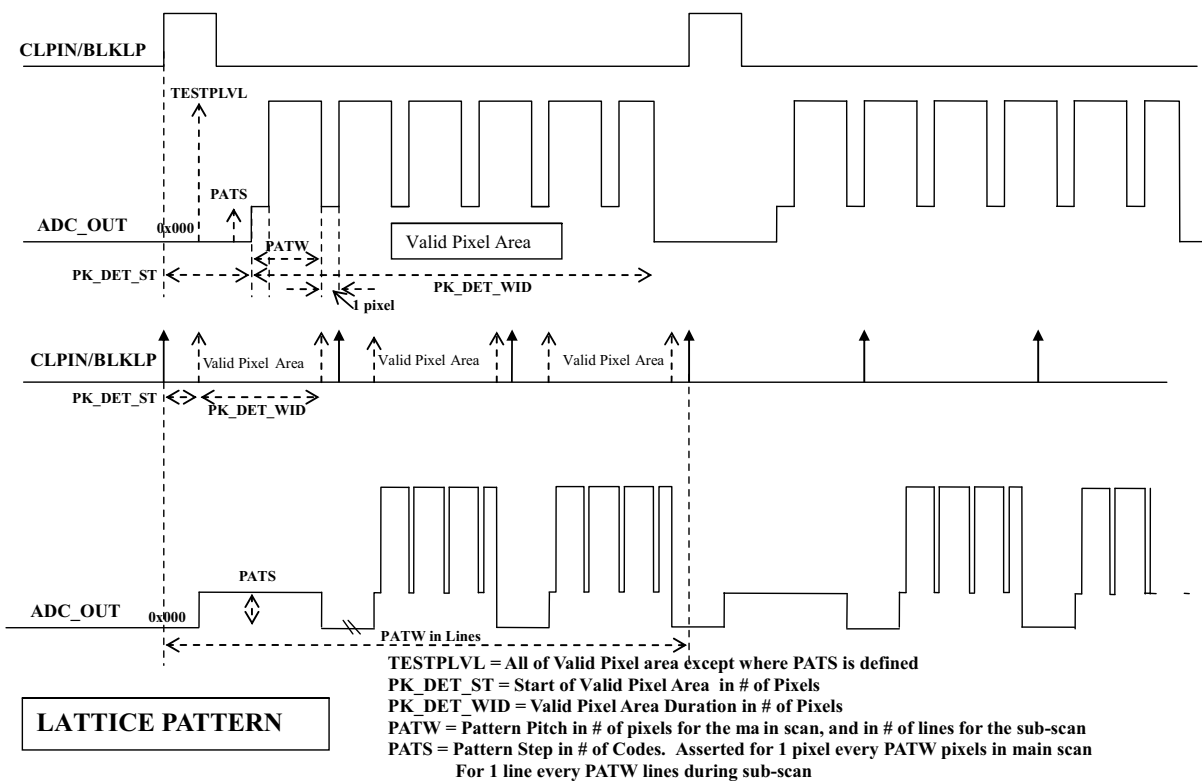 CLPIN/BLKLP
TESTPLVL
PATS
ADC_OUT 0x000
Valid Pixel Area
PATW
PK_DET_ST
PK_DET_WID
1 pixel
CLPIN/BLKLP
Valid Pixel Area Valid Pixel Area Valid Pixel Area
PK_DET_ST
PK_DET_WID
PATS
ADC_OUT 0x000
PATW in Lines
TESTPLVL = All of Valid Pixel area except where PATS is defined
PK_DET_ST = Start of Valid Pixel Area in # of Pixels
PK_DET_WID = Valid Pixel Area Duration in # of Pixels
PATW = Pattern Pitch in # of pixels for the ma in scan, and in # of lines for the sub-scan
PATS = Pattern Step in # of Codes. Asserted for 1 pixel every PATW pixels in main scan
For 1 line every PATW lines during sub-scan
LATTICE PATTERN